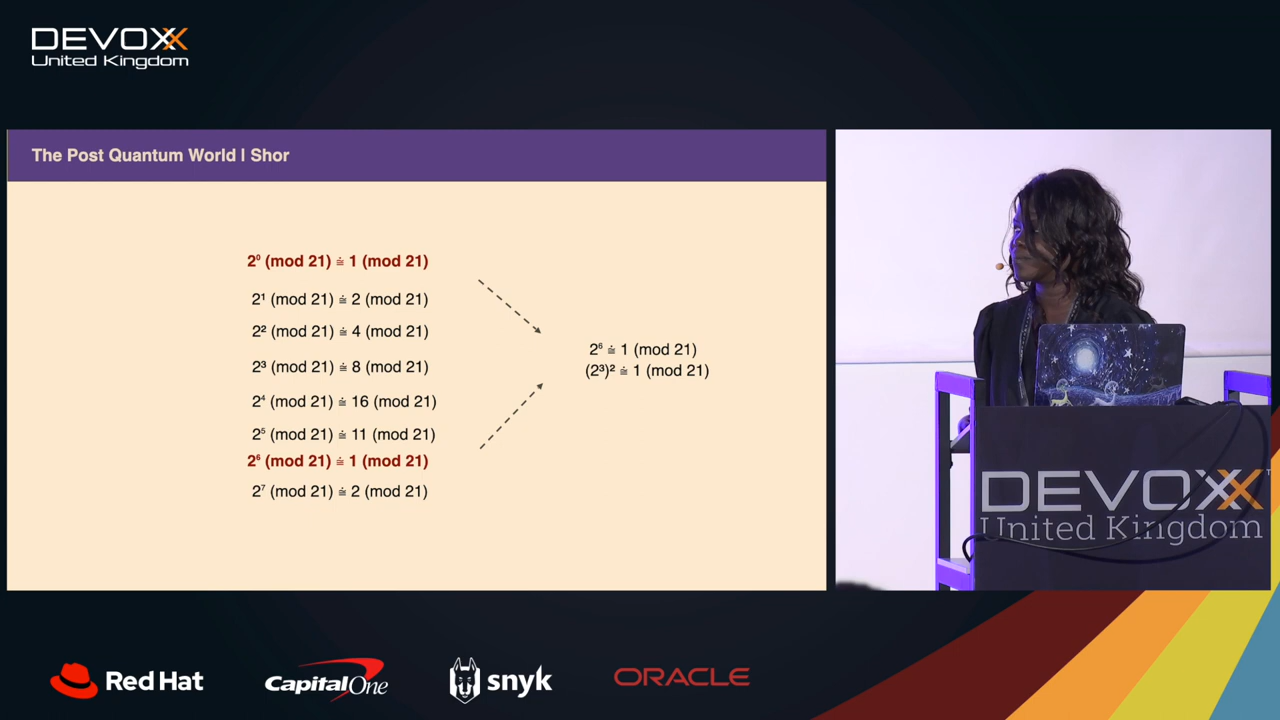 DEVOXX
United Kingdom
The Post Quantum World | Shor
2⁰ (mod 21) ≅ 1 (mod 21)
2¹ (mod 21) ≅ 2 (mod 21)
2² (mod 21) ≅ 4 (mod 21)
2³ (mod 21) ≅ 8 (mod 21)
2⁴ (mod 21) ≅ 16 (mod 21)
2⁵ (mod 21) ≅ 11 (mod 21)
2⁶ (mod 21) ≅ 1 (mod 21)
2⁷ (mod 21) ≅ 2 (mod 21)
2⁶ ≅ 1 (mod 21)
(2³)² ≅ 1 (mod 21)
DEVOXX™
United Kingdom
Red Hat
Capital One
snyk
ORACLE